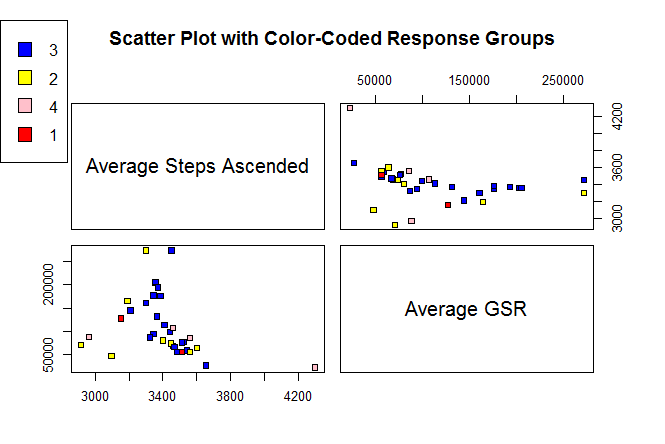 Scatter Plot with Color-Coded Response Groups
3
2
4
1
50000 150000 250000
Average Steps Ascended
3000 3600 4200
50000 200000
Average GSR
3000 3400 3800 4200